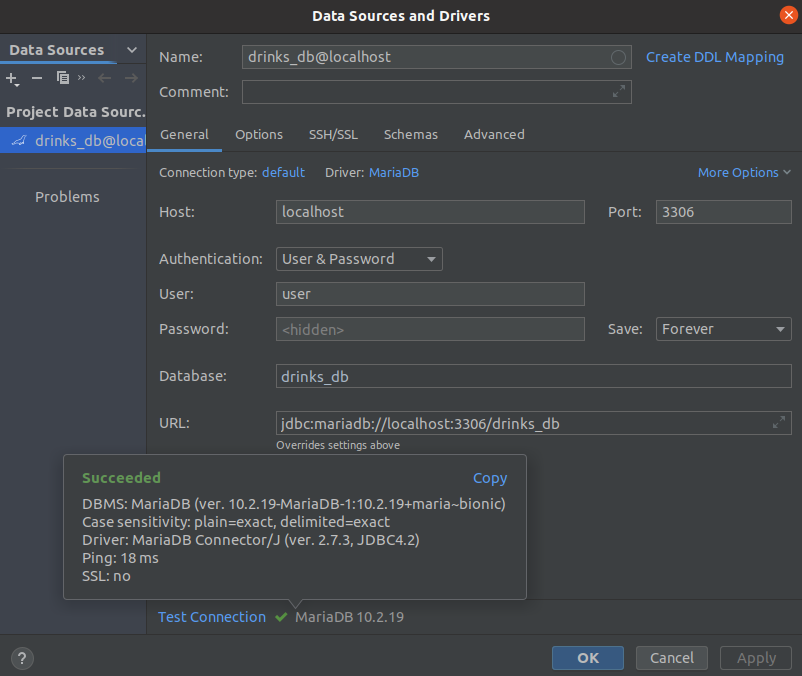 Data Sources and Drivers
Data Sources
Project Data Sourc.
drinks_db@local
Problems
Name: drinks_db@localhost Create DDL Mapping
Comment:
General Options SSH/SSL Schemas Advanced
Connection type: default Driver: MariaDB More Options
Host: localhost Port: 3306
Authentication: User & Password
User: user
Password: <hidden> Save: Forever
Database: drinks_db
URL: jdbc:mariadb://localhost:3306/drinks_db
Overrides settings above
Succeeded Copy
DBMS: MariaDB (ver. 10.2.19-MariaDB-1:10.2.19+maria~bionic)
Case sensitivity: plain=exact, delimited=exact
Driver: MariaDB Connector/J (ver. 2.7.3, JDBC4.2)
Ping: 18 ms
SSL: no
Test Connection MariaDB 10.2.19
? OK Cancel Apply